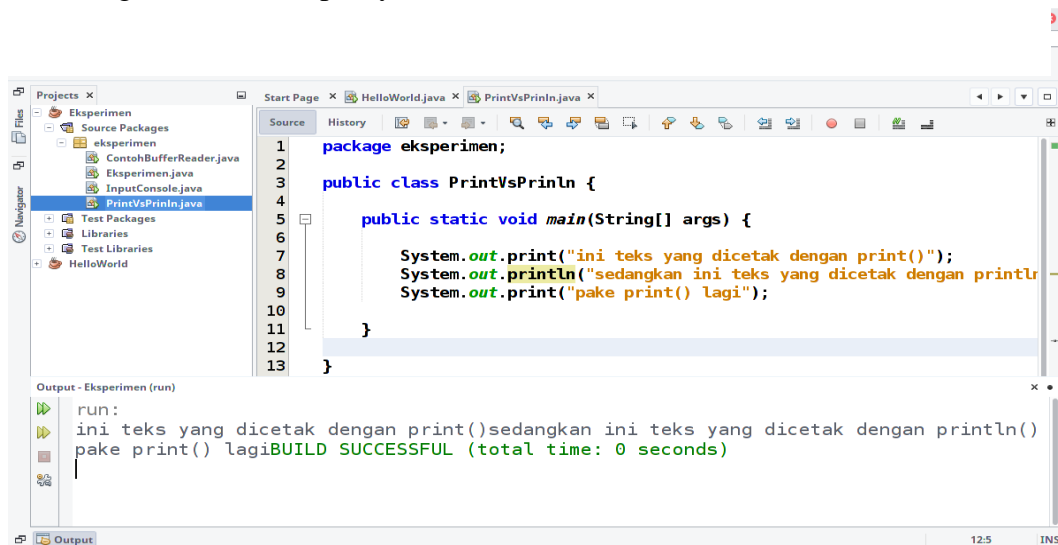 Projects
Eksperimen
Source Packages
eksperimen
ContohBufferReader.java
Eksperimen.java
InputConsole.java
PrintVsPrinln.java
Test Packages
Libraries
Test Libraries
HelloWorld
Files
Navigator
Start Page HelloWorld.java PrintVsPrinln.java
Source History
1 package eksperimen;
2
3 public class PrintVsPrinln {
4
5 public static void main(String[] args) {
6
7 System.out.print("ini teks yang dicetak dengan print()");
8 System.out.println("sedangkan ini teks yang dicetak dengan println
9 System.out.print("pake print() lagi");
10
11 }
12
13 }
Output - Eksperimen (run)
run:
ini teks yang dicetak dengan print()sedangkan ini teks yang dicetak dengan println()
pake print() lagiBUILD SUCCESSFUL (total time: 0 seconds)
Output
12:5 INS